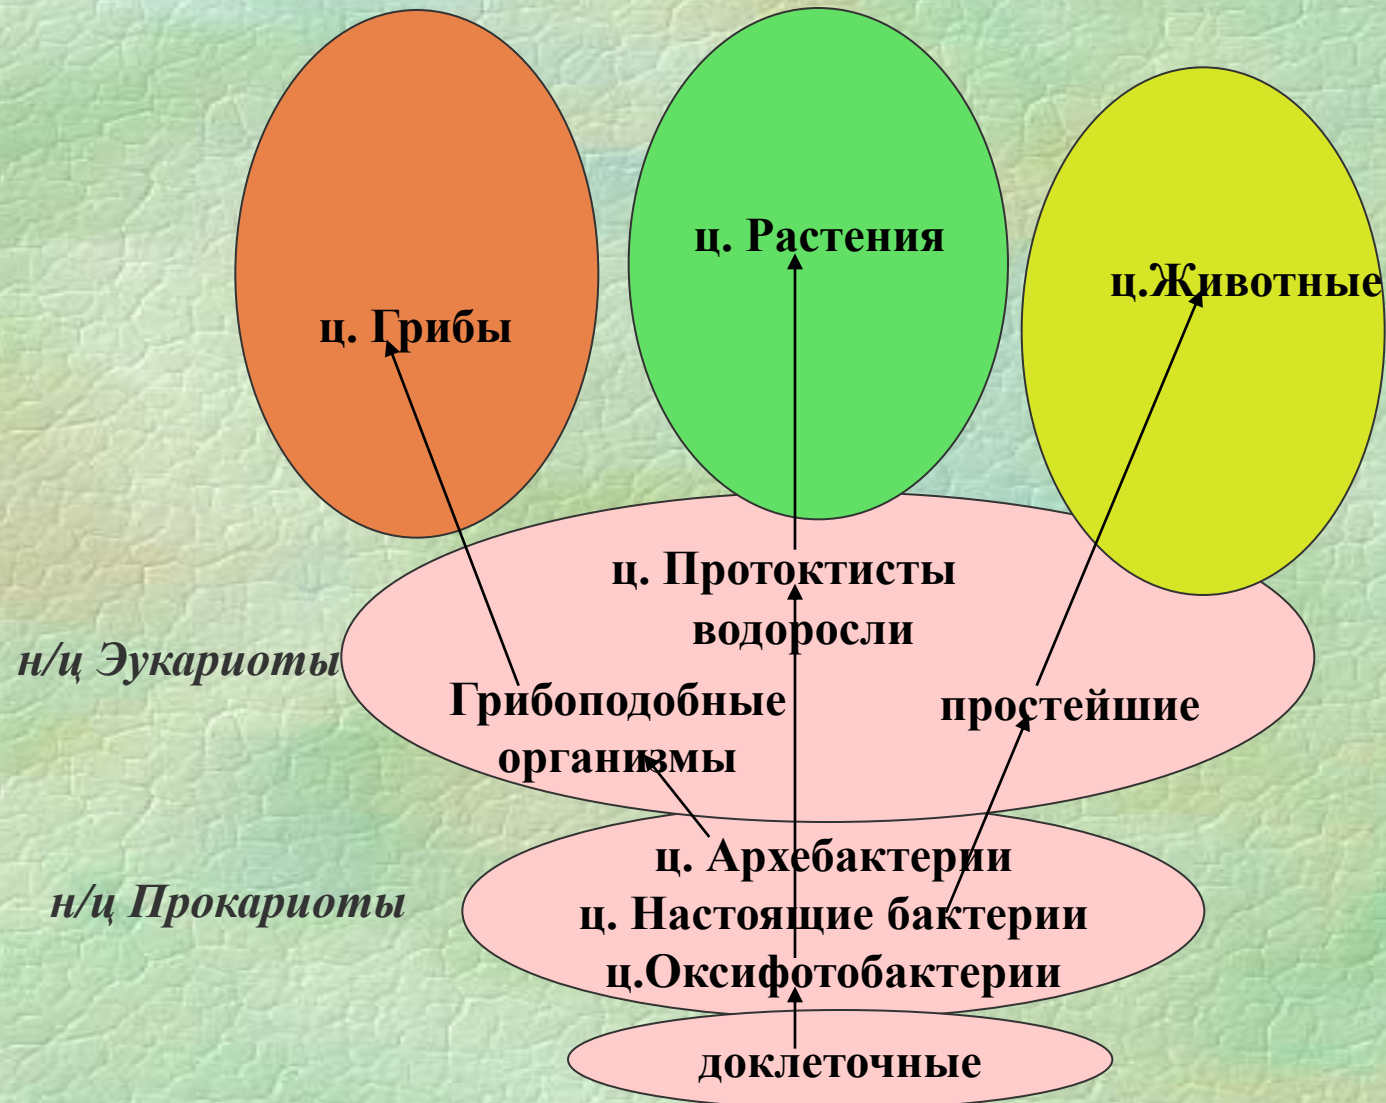 ц. Растения
ц.Животные
ц. Грибы
ц. Протоктисты
водоросли
н/ц Эукариоты
Грибоподобные
организмы
простейшие
ц. Архебактерии
н/ц Прокариоты
ц. Настоящие бактерии
ц.Оксифотобактерии
доклеточные